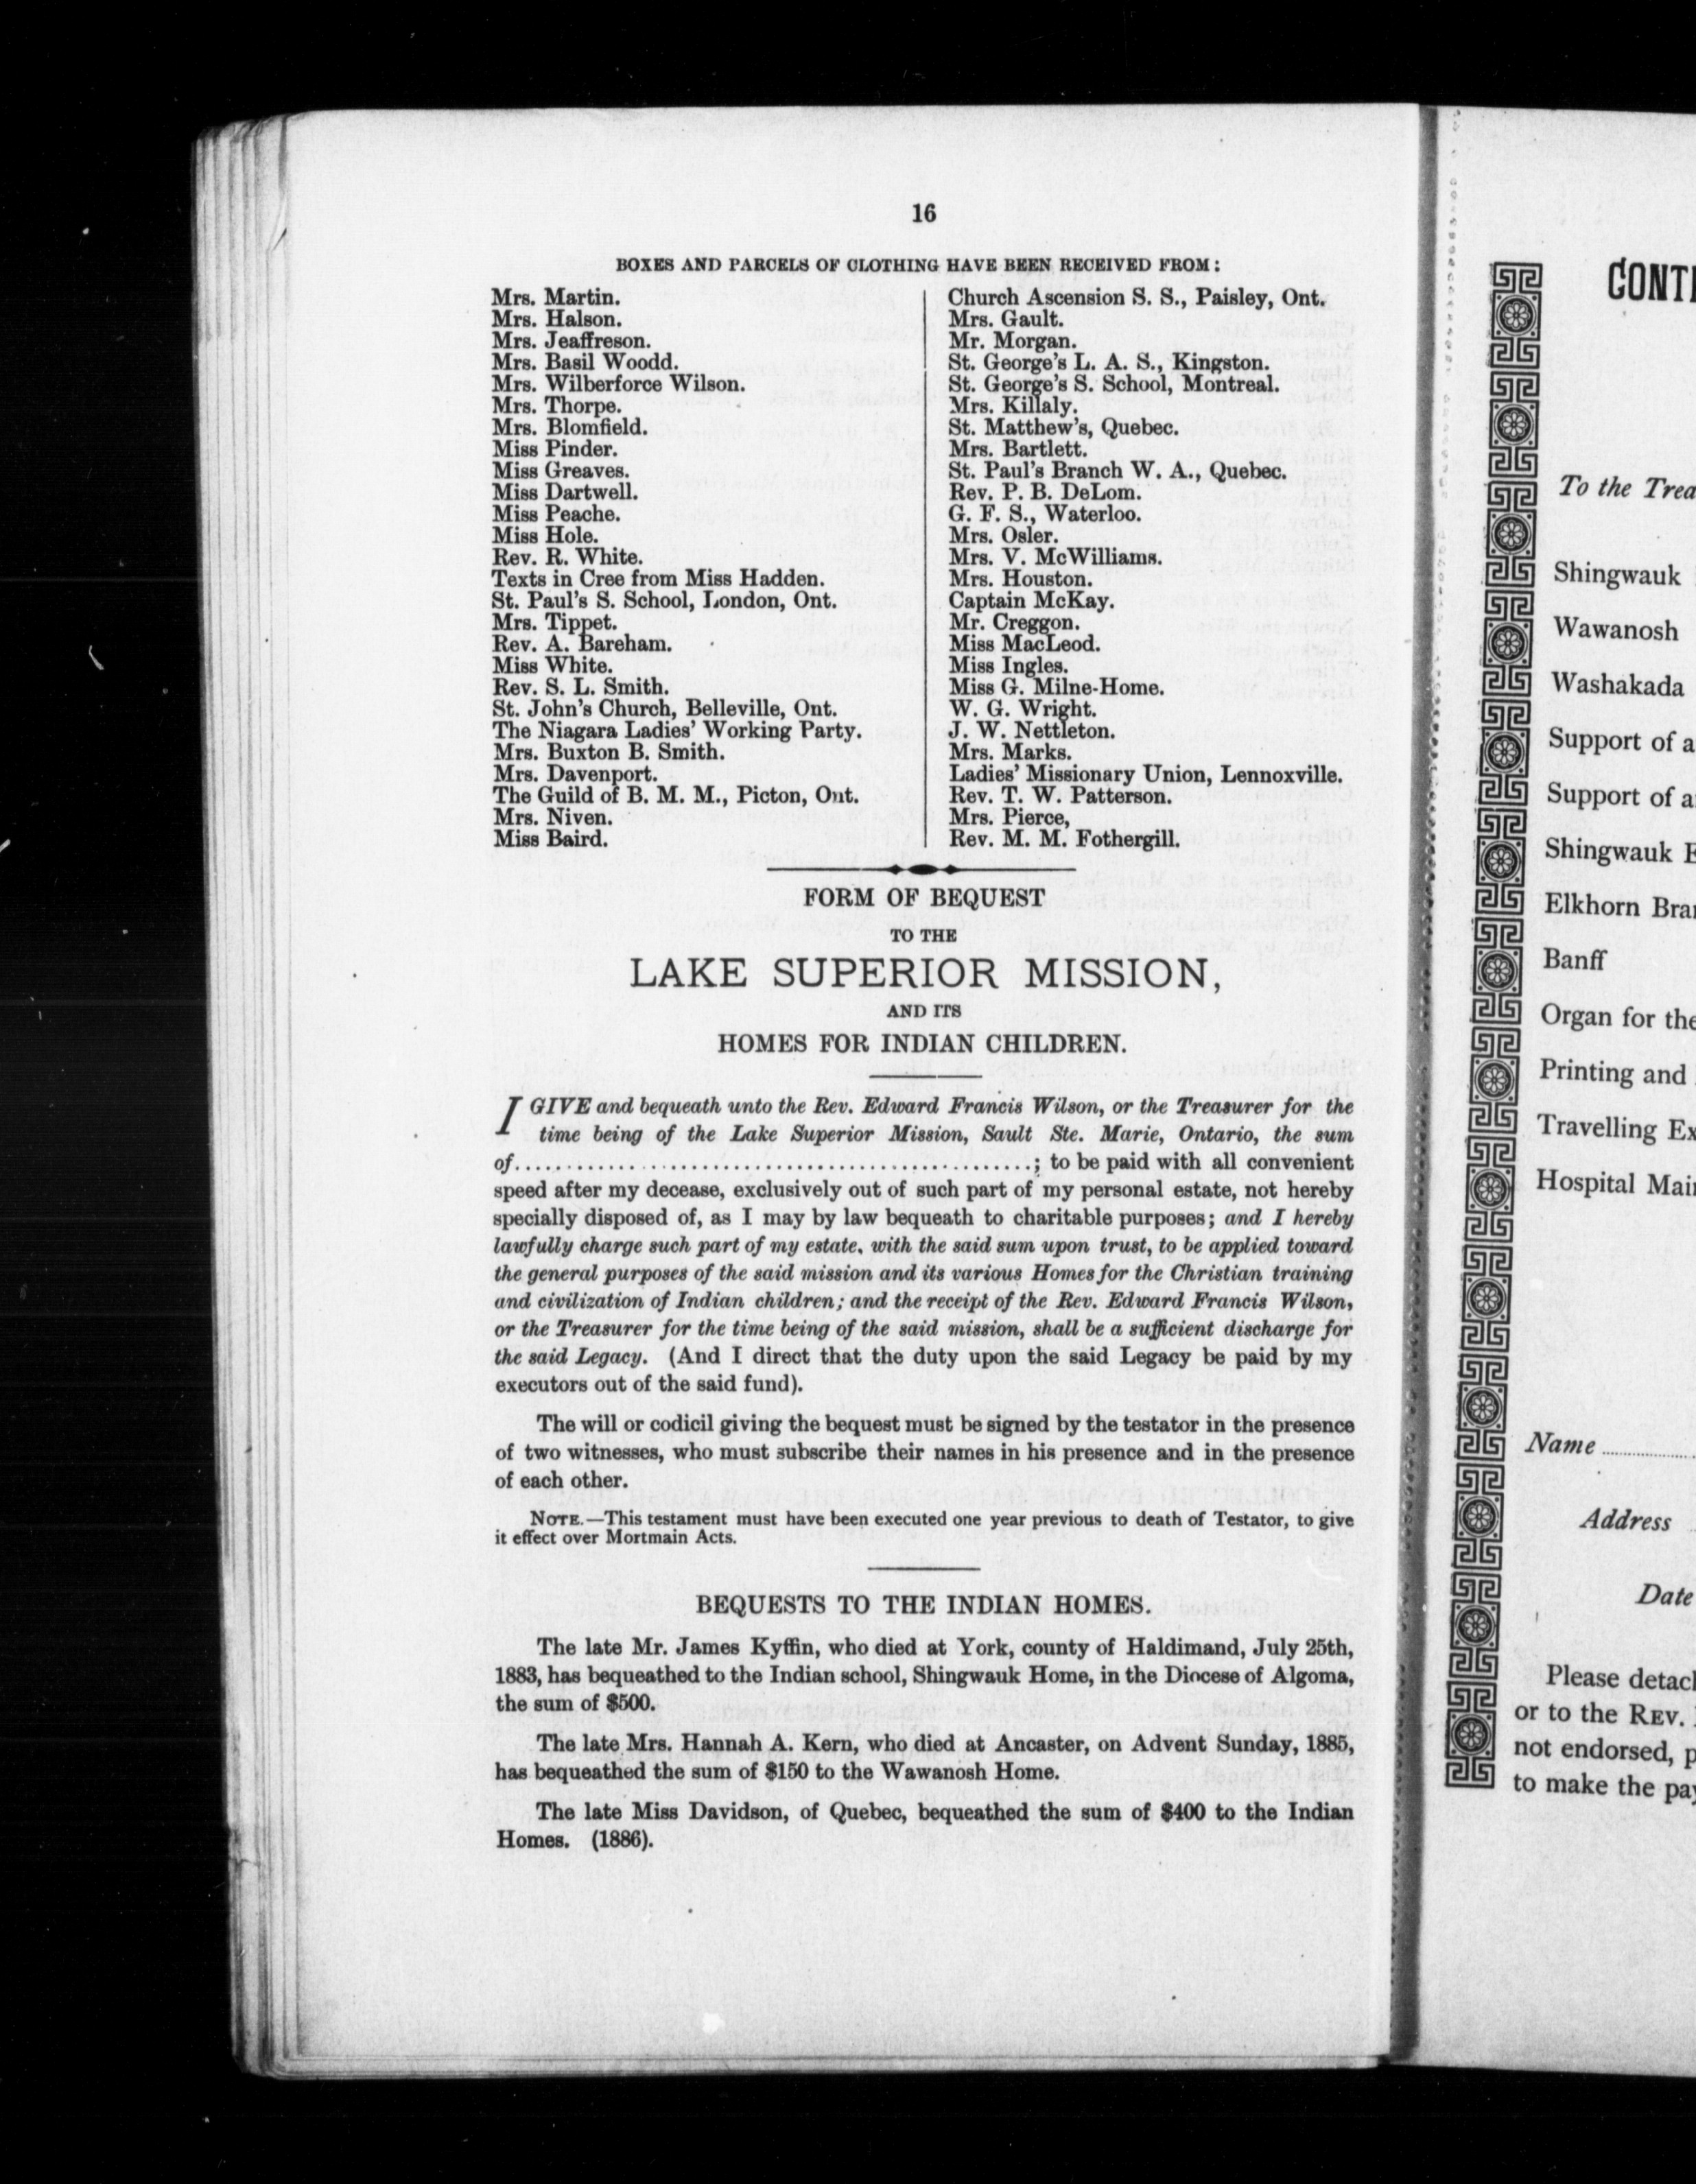 16
BOXES AND PARCELS OF CLOTHING HAVE BEEN RECEIVED FROM:
Mrs. Martin.
Mrs. Halson.
Mrs. Jeaffreson.
Mrs. Basil Woodd.
Mrs. Wilberforce Wilson.
Mrs. Thorpe.
Mrs. Blomfield.
Miss Pinder.
Miss Greaves.
Miss Dartwell.
Miss Peache.
Miss Hole.
Rev. R. White.
Texts in Cree from Miss Hadden.
St. Paul's S. School, London, Ont.
Mrs. Tippet.
Rev. A. Bareham.
Miss White.
Rev. S. L. Smith.
St. John's Church, Belleville, Ont.
The Niagara Ladies' Working Party.
Mrs. Buxton B. Smith.
Mrs. Davenport.
The Guild of B. M. M., Picton, Ont.
Mrs. Niven.
Miss Baird.
Church Ascension S. S., Paisley, Ont.
Mrs. Gault.
Mr. Morgan.
St. George's L. A. S., Kingston.
St. George's S. School, Montreal.
Mrs. Killaly.
St. Matthew's, Quebec.
Mrs. Bartlett.
St. Paul's Branch W. A., Quebec.
Rev. P. B. DeLom.
G. F. S., Waterloo.
Mrs. Osler.
Mrs. V. McWilliams.
Mrs. Houston.
Captain McKay.
Mr. Creggon.
Miss MacLeod.
Miss Ingles.
Miss G. Milne-Home.
W. G. Wright.
J. W. Nettleton.
Mrs. Marks.
Ladies' Missionary Union, Lennoxville.
Rev. T. W. Patterson.
Mrs. Pierce,
Rev. M. M. Fothergill.
FORM OF BEQUEST
TO THE
LAKE SUPERIOR MISSION,
AND ITS
HOMES FOR INDIAN CHILDREN.
I GIVE and bequeath unto the Rev. Edward Francis Wilson, or the Treasurer for the
time being of the Lake Superior Mission, Sault Ste. Marie, Ontario, the sum
of..................................................; to be paid with all convenient
speed after my decease, exclusively out of such part of my personal estate, not hereby
specially disposed of, as I may by law bequeath to charitable purposes; and I hereby
lawfully charge such part of my estate, with the said sum upon trust, to be applied toward
the general purposes of the said mission and its various Homes for the Christian training
and civilization of Indian children; and the receipt of the Rev. Edward Francis Wilson,
or the Treasurer for the time being of the said mission, shall be a sufficient discharge for
the said Legacy. (And I direct that the duty upon the said Legacy be paid by my
executors out of the said fund).
The will or codicil giving the bequest must be signed by the testator in the presence
of two witnesses, who must subscribe their names in his presence and in the presence
of each other.
NOTE.—This testament must have been executed one year previous to death of Testator, to give
it effect over Mortmain Acts.
BEQUESTS TO THE INDIAN HOMES.
The late Mr. James Kyffin, who died at York, county of Haldimand, July 25th,
1883, has bequeathed to the Indian school, Shingwauk Home, in the Diocese of Algoma,
the sum of $500.
The late Mrs. Hannah A. Kern, who died at Ancaster, on Advent Sunday, 1885,
has bequeathed the sum of $150 to the Wawanosh Home.
The late Miss Davidson, of Quebec, bequeathed the sum of $400 to the Indian
Homes. (1886).
To the
Shingwauk
Wawanosh
Washakada
Support of
Support of
Shingwauk
Elkhorn
Banff
Organ for
Printing and
Travelling
Hospital
Name
Address
Date
Please
or to the REV.
not endorsed,
to make the